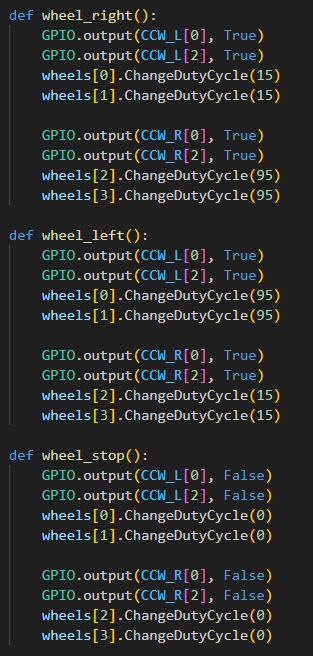 def wheel_right():
    GPIO.output(CCW_L[0], True)
    GPIO.output(CCW_L[2], True)
    wheels[0].ChangeDutyCycle(15)
    wheels[1].ChangeDutyCycle(15)

    GPIO.output(CCW_R[0], True)
    GPIO.output(CCW_R[2], True)
    wheels[2].ChangeDutyCycle(95)
    wheels[3].ChangeDutyCycle(95)

def wheel_left():
    GPIO.output(CCW_L[0], True)
    GPIO.output(CCW_L[2], True)
    wheels[0].ChangeDutyCycle(95)
    wheels[1].ChangeDutyCycle(95)

    GPIO.output(CCW_R[0], True)
    GPIO.output(CCW_R[2], True)
    wheels[2].ChangeDutyCycle(15)
    wheels[3].ChangeDutyCycle(15)

def wheel_stop():
    GPIO.output(CCW_L[0], False)
    GPIO.output(CCW_L[2], False)
    wheels[0].ChangeDutyCycle(0)
    wheels[1].ChangeDutyCycle(0)

    GPIO.output(CCW_R[0], False)
    GPIO.output(CCW_R[2], False)
    wheels[2].ChangeDutyCycle(0)
    wheels[3].ChangeDutyCycle(0)